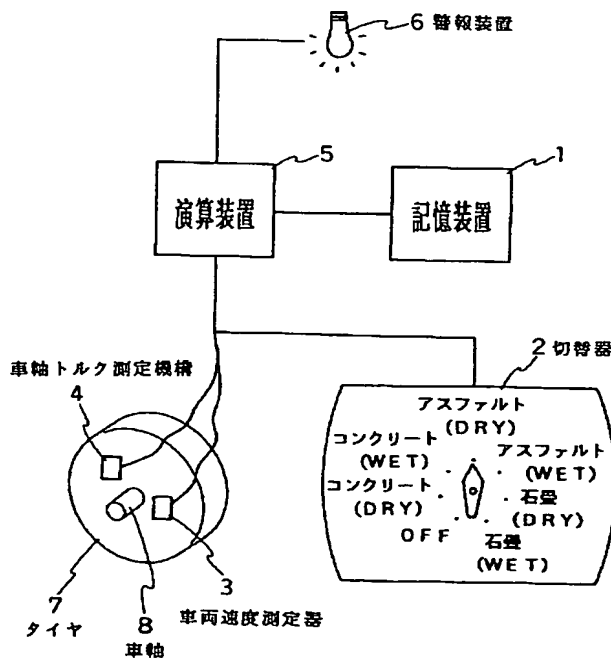 6 警報装置
5
1
演算装置
記憶装置
車軸トルク測定機構
4
2 切替器
アスファルト
(DRY)
コンクリート
(WET)
アスファルト
(WET)
コンクリート
(DRY)
石畳
(DRY)
OFF
石畳
(WET)
7
タイヤ
8
車軸
3
車両速度測定器